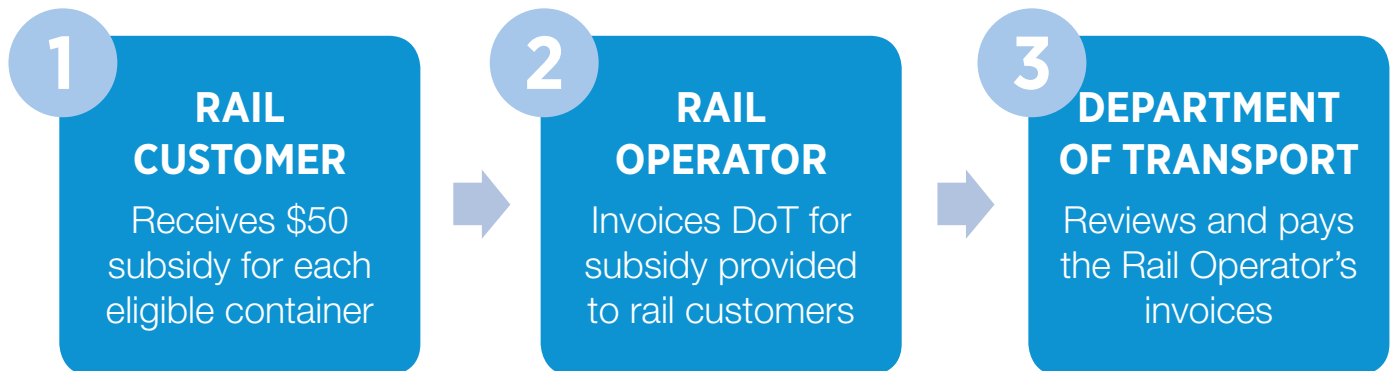 1
RAIL
CUSTOMER
Receives $50
subsidy for each
eligible container
2
RAIL
OPERATOR
Invoices DoT for
subsidy provided
to rail customers
3
DEPARTMENT
OF TRANSPORT
Reviews and pays
the Rail Operator’s
invoices